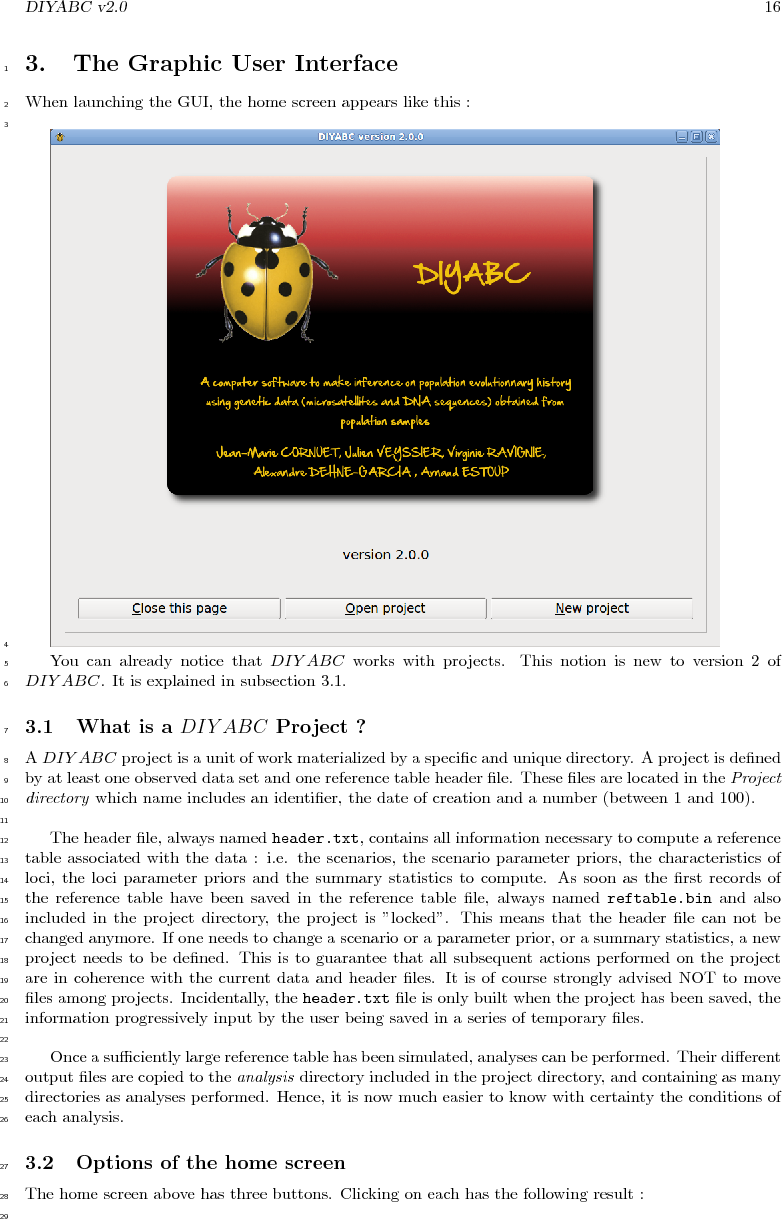 DIYABC v2.0 16
1 3. The Graphic User Interface
2 When launching the GUI, the home screen appears like this :
3
DIYABC version 2.0.0
DIYABC
A computer software to make inference on population evolutionnary history
using genetic data (microsatellites and DNA sequences) obtained from
population samples
Jean-Marie CORNUET, Julien VEYSSIER, Virginie RAVIGNIE,
Alexandre DEHNE-GARCIA , Arnaud ESTOUP
version 2.0.0
Close this page Open project New project
4
5 You can already notice that DIYABC works with projects. This notion is new to version 2 of
6 DIYABC. It is explained in subsection 3.1.
7 3.1 What is a DIYABC Project ?
8 A DIYABC project is a unit of work materialized by a specific and unique directory. A project is defined
9 by at least one observed data set and one reference table header file. These files are located in the Project
10 directory which name includes an identifier, the date of creation and a number (between 1 and 100).
11
12 The header file, always named header.txt, contains all information necessary to compute a reference
13 table associated with the data : i.e. the scenarios, the scenario parameter priors, the characteristics of
14 loci, the loci parameter priors and the summary statistics to compute. As soon as the first records of
15 the reference table have been saved in the reference table file, always named reftable.bin and also
16 included in the project directory, the project is "locked". This means that the header file can not be
17 changed anymore. If one needs to change a scenario or a parameter prior, or a summary statistics, a new
18 project needs to be defined. This is to guarantee that all subsequent actions performed on the project
19 are in coherence with the current data and header files. It is of course strongly advised NOT to move
20 files among projects. Incidentally, the header.txt file is only built when the project has been saved, the
21 information progressively input by the user being saved in a series of temporary files.
22
23 Once a sufficiently large reference table has been simulated, analyses can be performed. Their different
24 output files are copied to the analysis directory included in the project directory, and containing as many
25 directories as analyses performed. Hence, it is now much easier to know with certainty the conditions of
26 each analysis.
27 3.2 Options of the home screen
28 The home screen above has three buttons. Clicking on each has the following result :
29